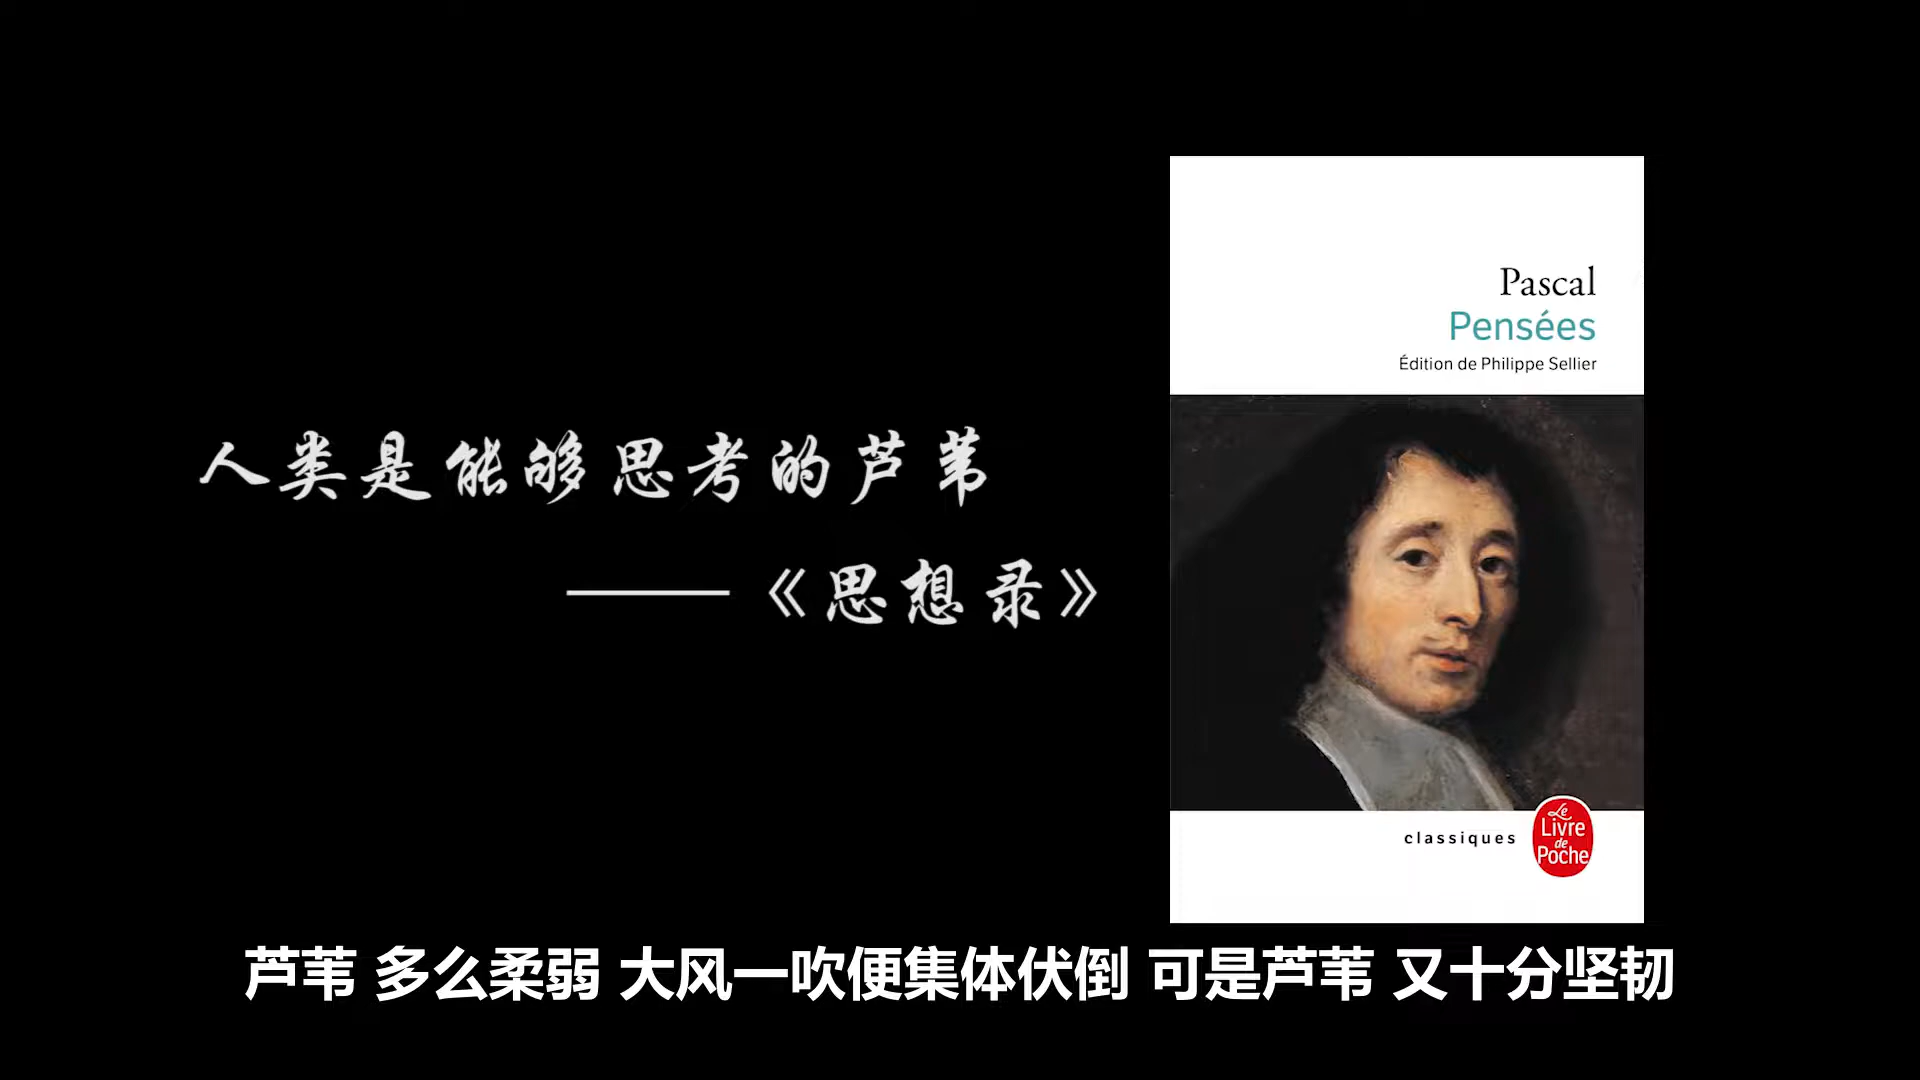 人类是能够思考的芦苇
——《思想录》
Pascal
Pensées
Édition de Philippe Sellier
classiques
Le
Livre
de
Poche
芦苇 多么柔弱 大风一吹便集体伏倒 可是芦苇 又十分坚韧